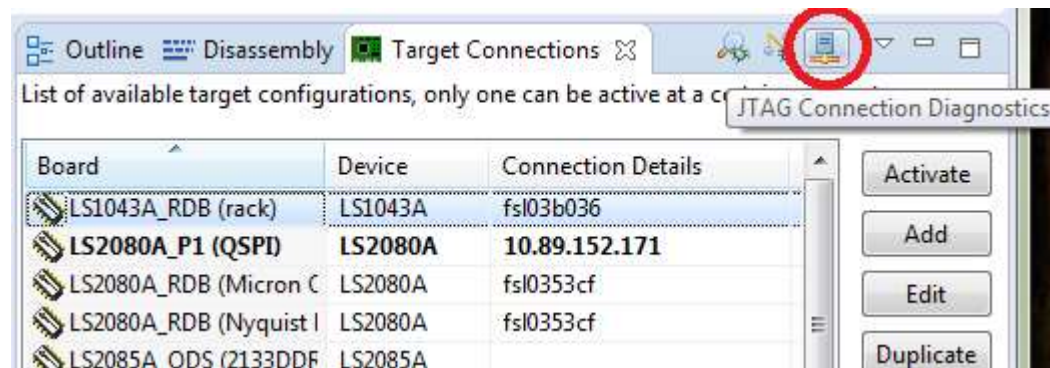 Outline Disassembly Target Connections
List of available target configurations, only one can be active at a
JTAG Connection Diagnostics
Board Device Connection Details
Activate
LS1043A_RDB (rack) LS1043A fsl03b036
LS2080A_P1 (QSPI) LS2080A 10.89.152.171
Add
LS2080A_RDB (Micron LS2080A fsl0353cf
Edit
LS2080A_RDB (Nyquist LS2080A fsl0353cf
LS2085A_QDS (2133DDR LS2085A
Duplicate